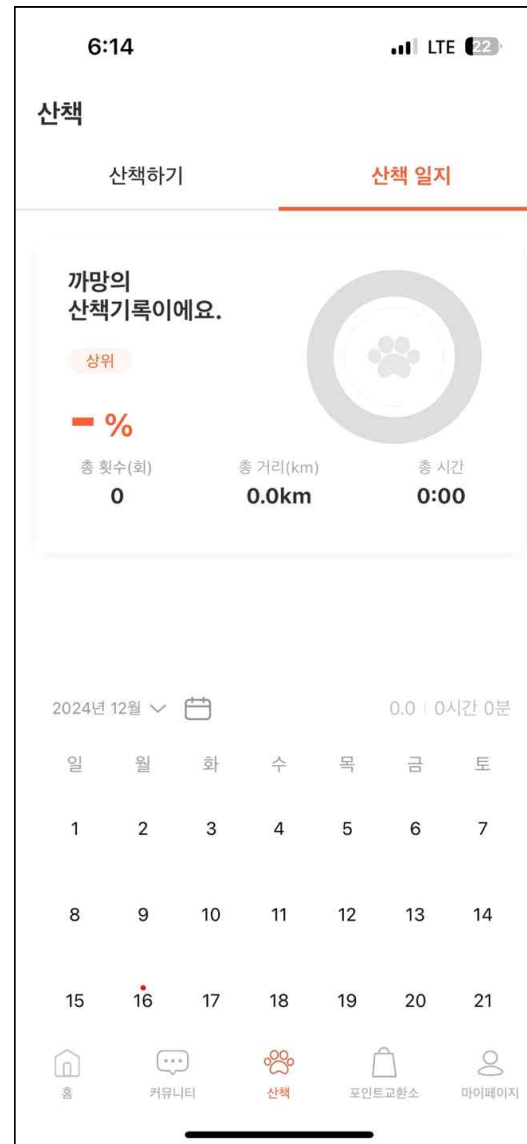 6:14 LTE 22
산책
산책하기 산책 일지
까망의
산책기록이에요.
상위
- %
총 횟수(회) 총 거리(km) 총 시간
0 0.0km 0:00
2024년 12월 0.0 | 0시간 0분
일 월 화 수 목 금 토
1 2 3 4 5 6 7
8 9 10 11 12 13 14
15 16 17 18 19 20 21
홈 커뮤니티 산책 포인트교환소 마이페이지